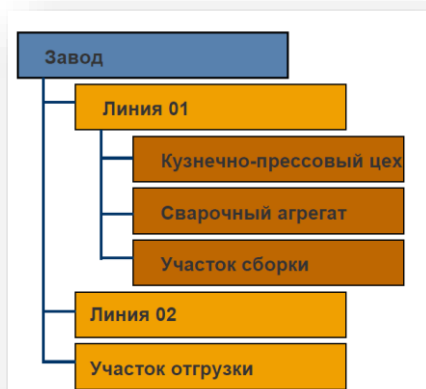 Завод
Линия 01
Кузнечно-прессовый цех
Сварочный агрегат
Участок сборки
Линия 02
Участок отгрузки